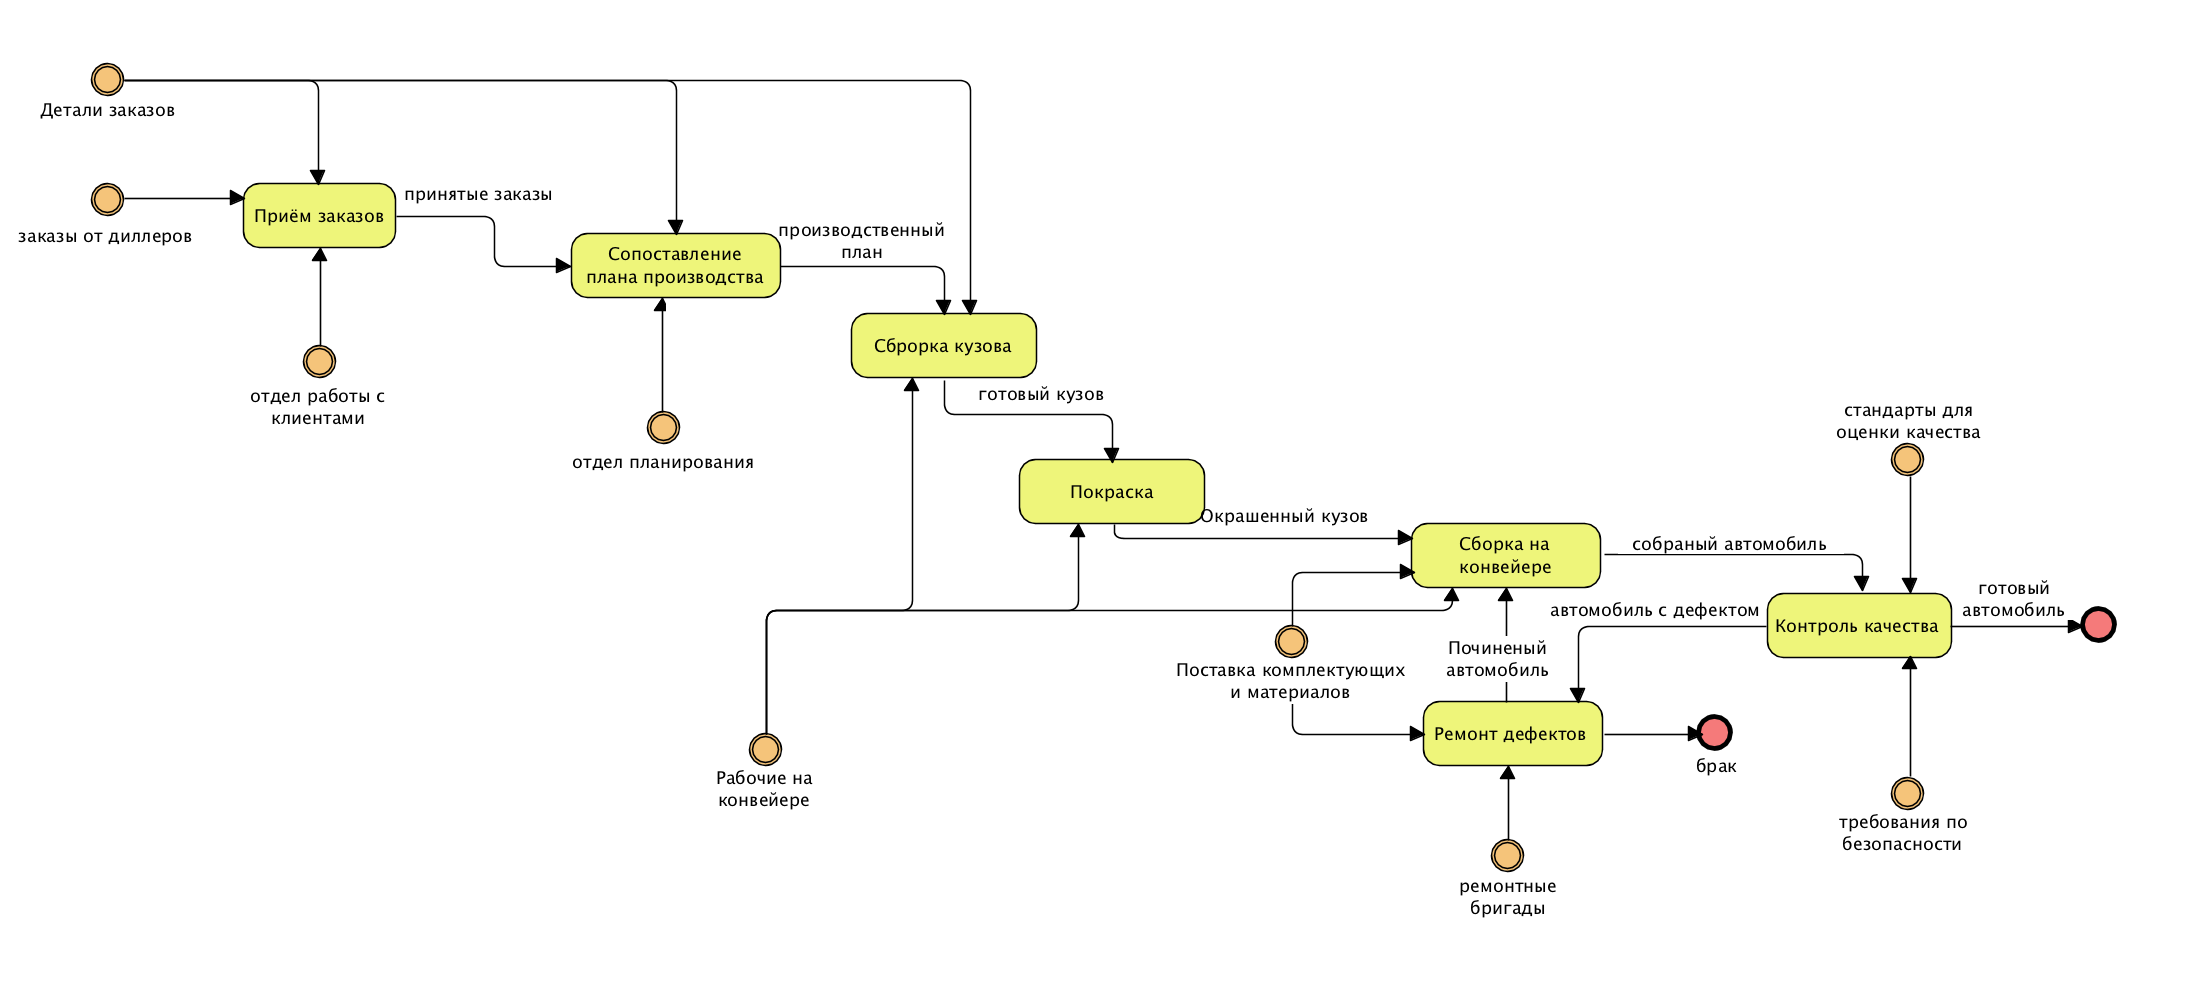 Детали заказов
заказы от диллеров
Приём заказов
принятые заказы
отдел работы с
клиентами
Сопоставление
плана производства
производственный
план
отдел планирования
Сброрка кузова
готовый кузов
Покраска
Окрашенный кузов
Рабочие на
конвейере
Сборка на
конвейере
Поставка комплектующих
и материалов
собраный автомобиль
стандарты для
оценки качества
автомобиль с дефектом
Контроль качества
готовый
автомобиль
Починеный
автомобиль
Ремонт дефектов
брак
ремонтные
бригады
требования по
безопасности